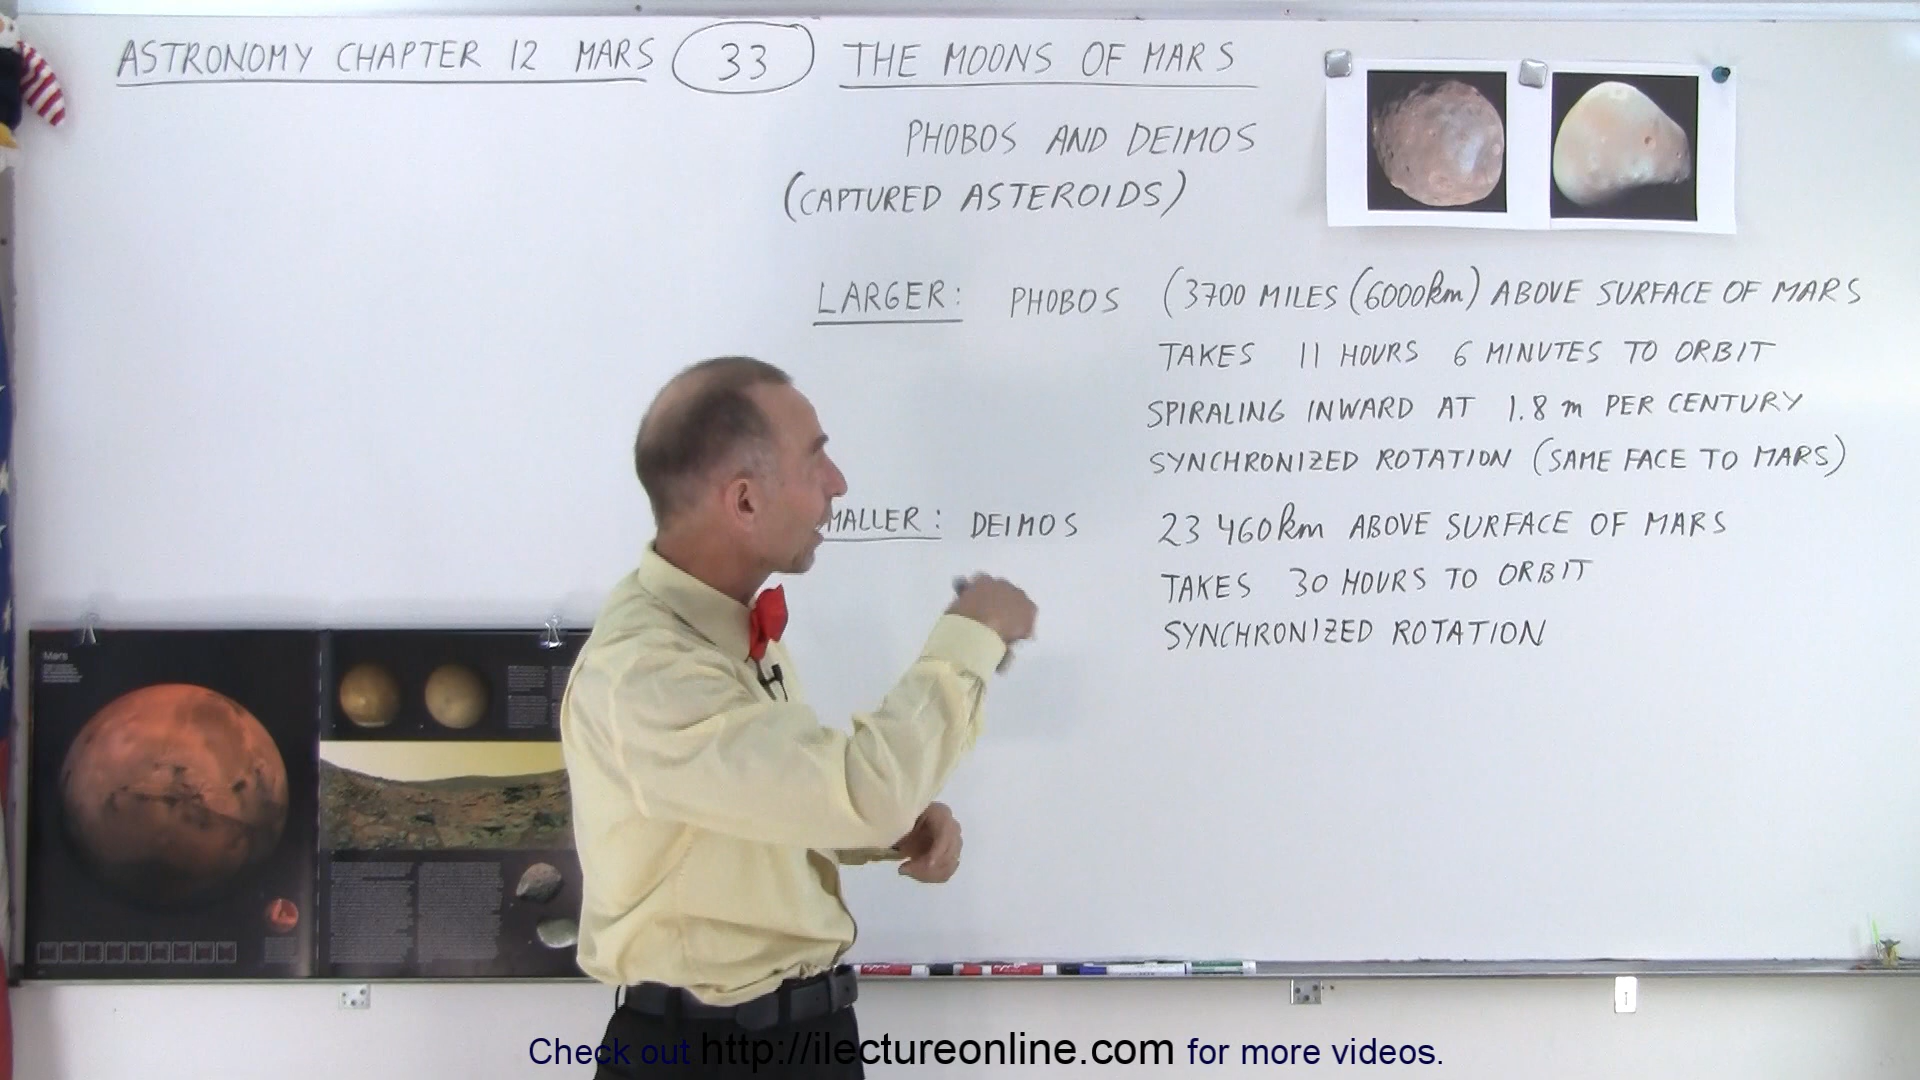 ASTRONOMY CHAPTER 12 MARS 33 THE MOONS OF MARS
PHOBOS AND DEIMOS
(CAPTURED ASTEROIDS)
LARGER: PHOBOS (3700 MILES (6000km) ABOVE SURFACE OF MARS
TAKES 11 HOURS 6 MINUTES TO ORBIT
SPIRALING INWARD AT 1.8 m PER CENTURY
SYNCHRONIZED ROTATION (SAME FACE TO MARS)
MALLER: DEIMOS 23 460km ABOVE SURFACE OF MARS
TAKES 30 HOURS TO ORBIT
SYNCHRONIZED ROTATION
Mars
Check out http://ilectureonline.com for more videos.